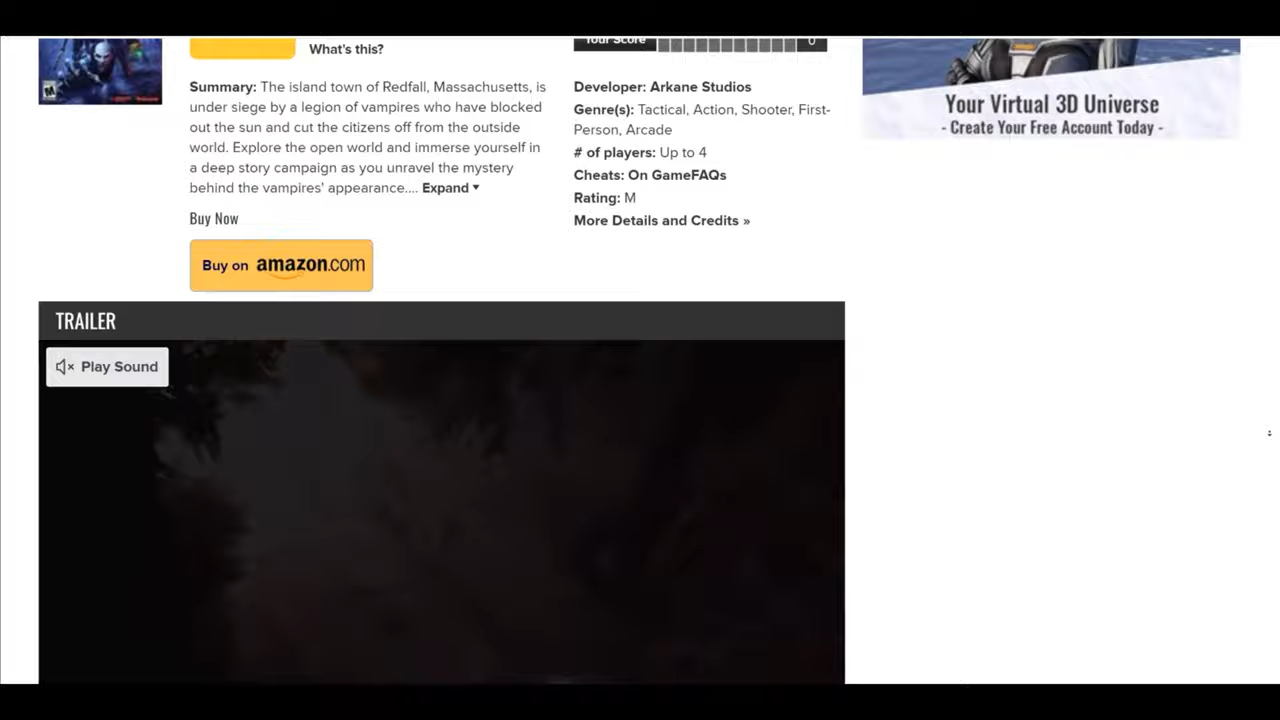 What's this?
Your Score
0
Summary: The island town of Redfall, Massachusetts, is
under siege by a legion of vampires who have blocked
out the sun and cut the citizens off from the outside
world. Explore the open world and immerse yourself in
a deep story campaign as you unravel the mystery
behind the vampires' appearance.... Expand
Buy Now
Buy on amazon.com
Developer: Arkane Studios
Genre(s): Tactical, Action, Shooter, First-
Person, Arcade
# of players: Up to 4
Cheats: On GameFAQs
Rating: M
More Details and Credits »
Your Virtual 3D Universe
- Create Your Free Account Today -
TRAILER
Play Sound